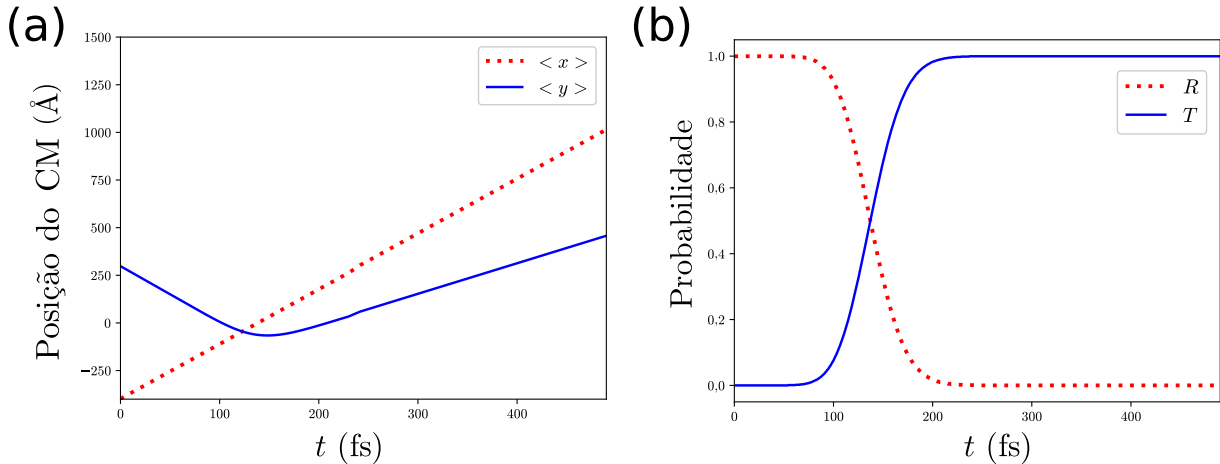 (a)
Posição do CM (Å)
1500
1250
1000
750
500
250
0
−250
0
100
200
300
400
t (fs)
< x >
< y >
(b)
Probabilidade
1,0
0,8
0,6
0,4
0,2
0,0
0
100
200
300
400
t (fs)
R
T